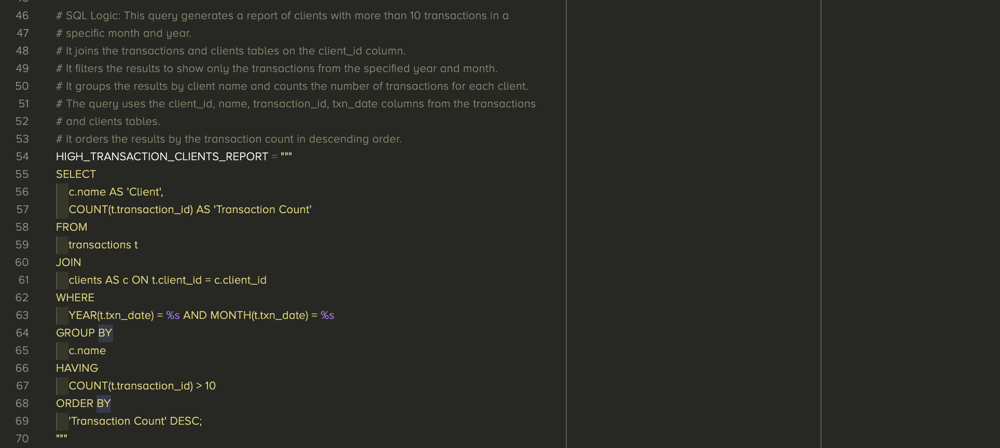 46 # SQL Logic: This query generates a report of clients with more than 10 transactions in a
47 # specific month and year.
48 # It joins the transactions and clients tables on the client_id column.
49 # It filters the results to show only the transactions from the specified year and month.
50 # It groups the results by client name and counts the number of transactions for each client.
51 # The query uses the client_id, name, transaction_id, txn_date columns from the transactions
52 # and clients tables.
53 # It orders the results by the transaction count in descending order.
54 HIGH_TRANSACTION_CLIENTS_REPORT = """
55 SELECT
56 c.name AS 'Client',
57 COUNT(t.transaction_id) AS 'Transaction Count'
58 FROM
59 transactions t
60 JOIN
61 clients AS c ON t.client_id = c.client_id
62 WHERE
63 YEAR(t.txn_date) = %s AND MONTH(t.txn_date) = %s
64 GROUP BY
65 c.name
66 HAVING
67 COUNT(t.transaction_id) > 10
68 ORDER BY
69 'Transaction Count' DESC;
70 """